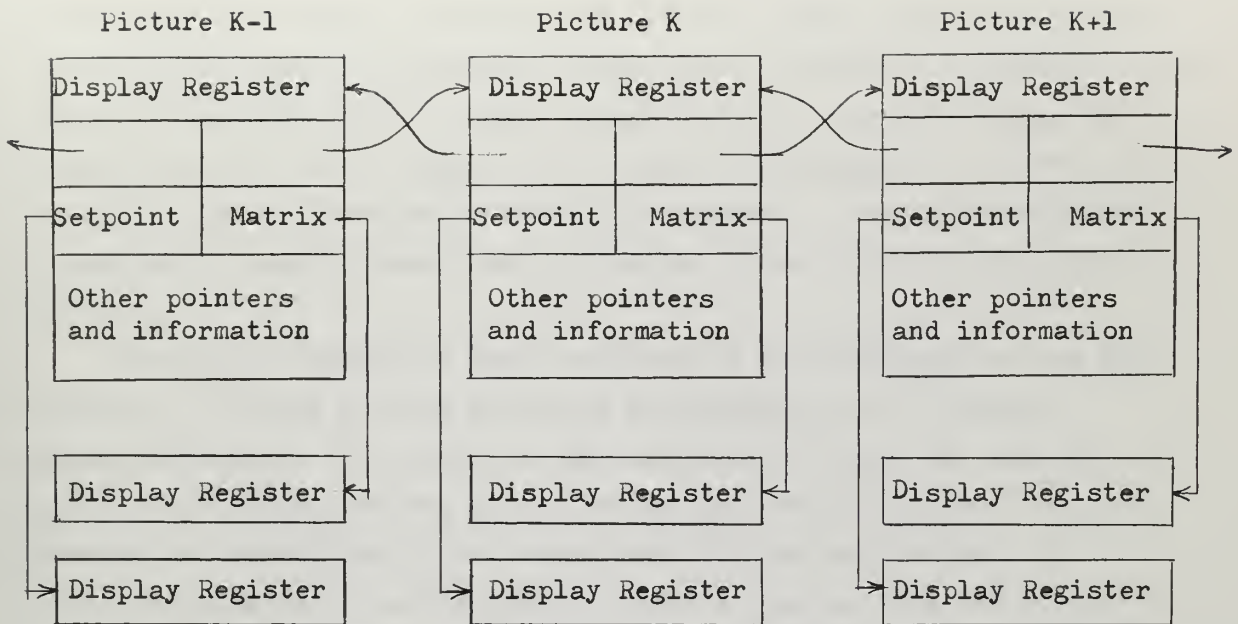 Picture K-1 Picture K Picture K+1
Display Register Display Register Display Register
Setpoint Matrix Setpoint Matrix Setpoint Matrix
Other pointers Other pointers Other pointers
and information and information and information
Display Register Display Register Display Register
Display Register Display Register Display Register